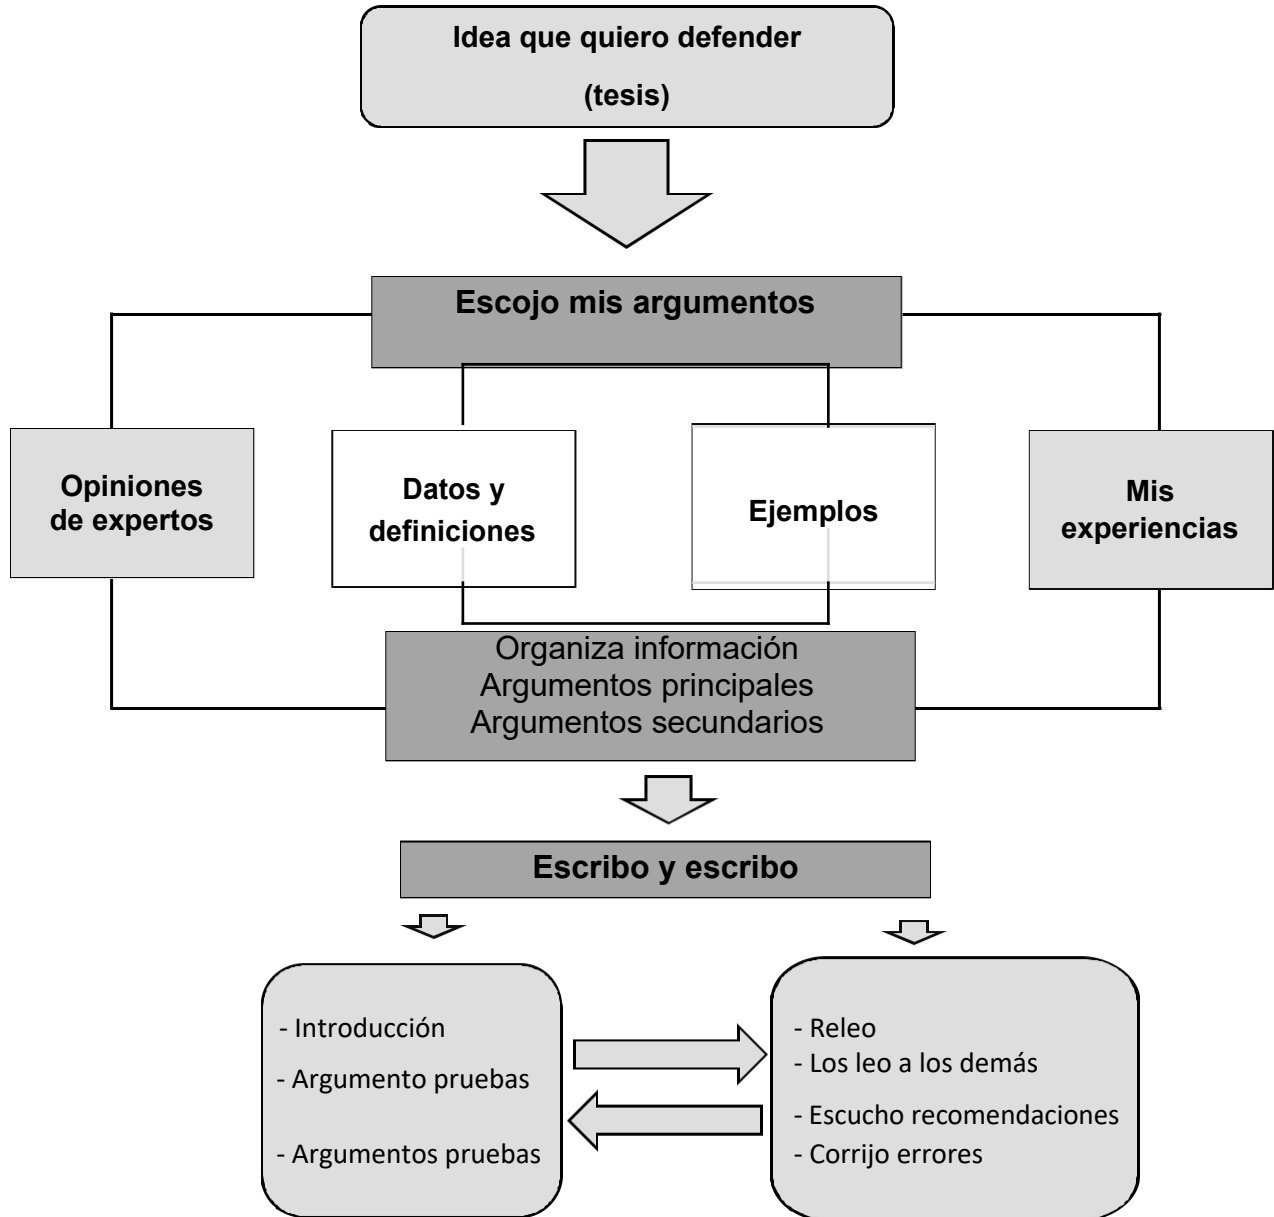 Idea que quiero defender
(tesis)
Escojo mis argumentos
Opiniones
de expertos
Datos y
definiciones
Ejemplos
Mis
experiencias
Organiza información
Argumentos principales
Argumentos secundarios
Escribo y escribo
- Introducción
- Argumento pruebas
- Argumentos pruebas
- Releo
- Los leo a los demás
- Escucho recomendaciones
- Corrijo errores